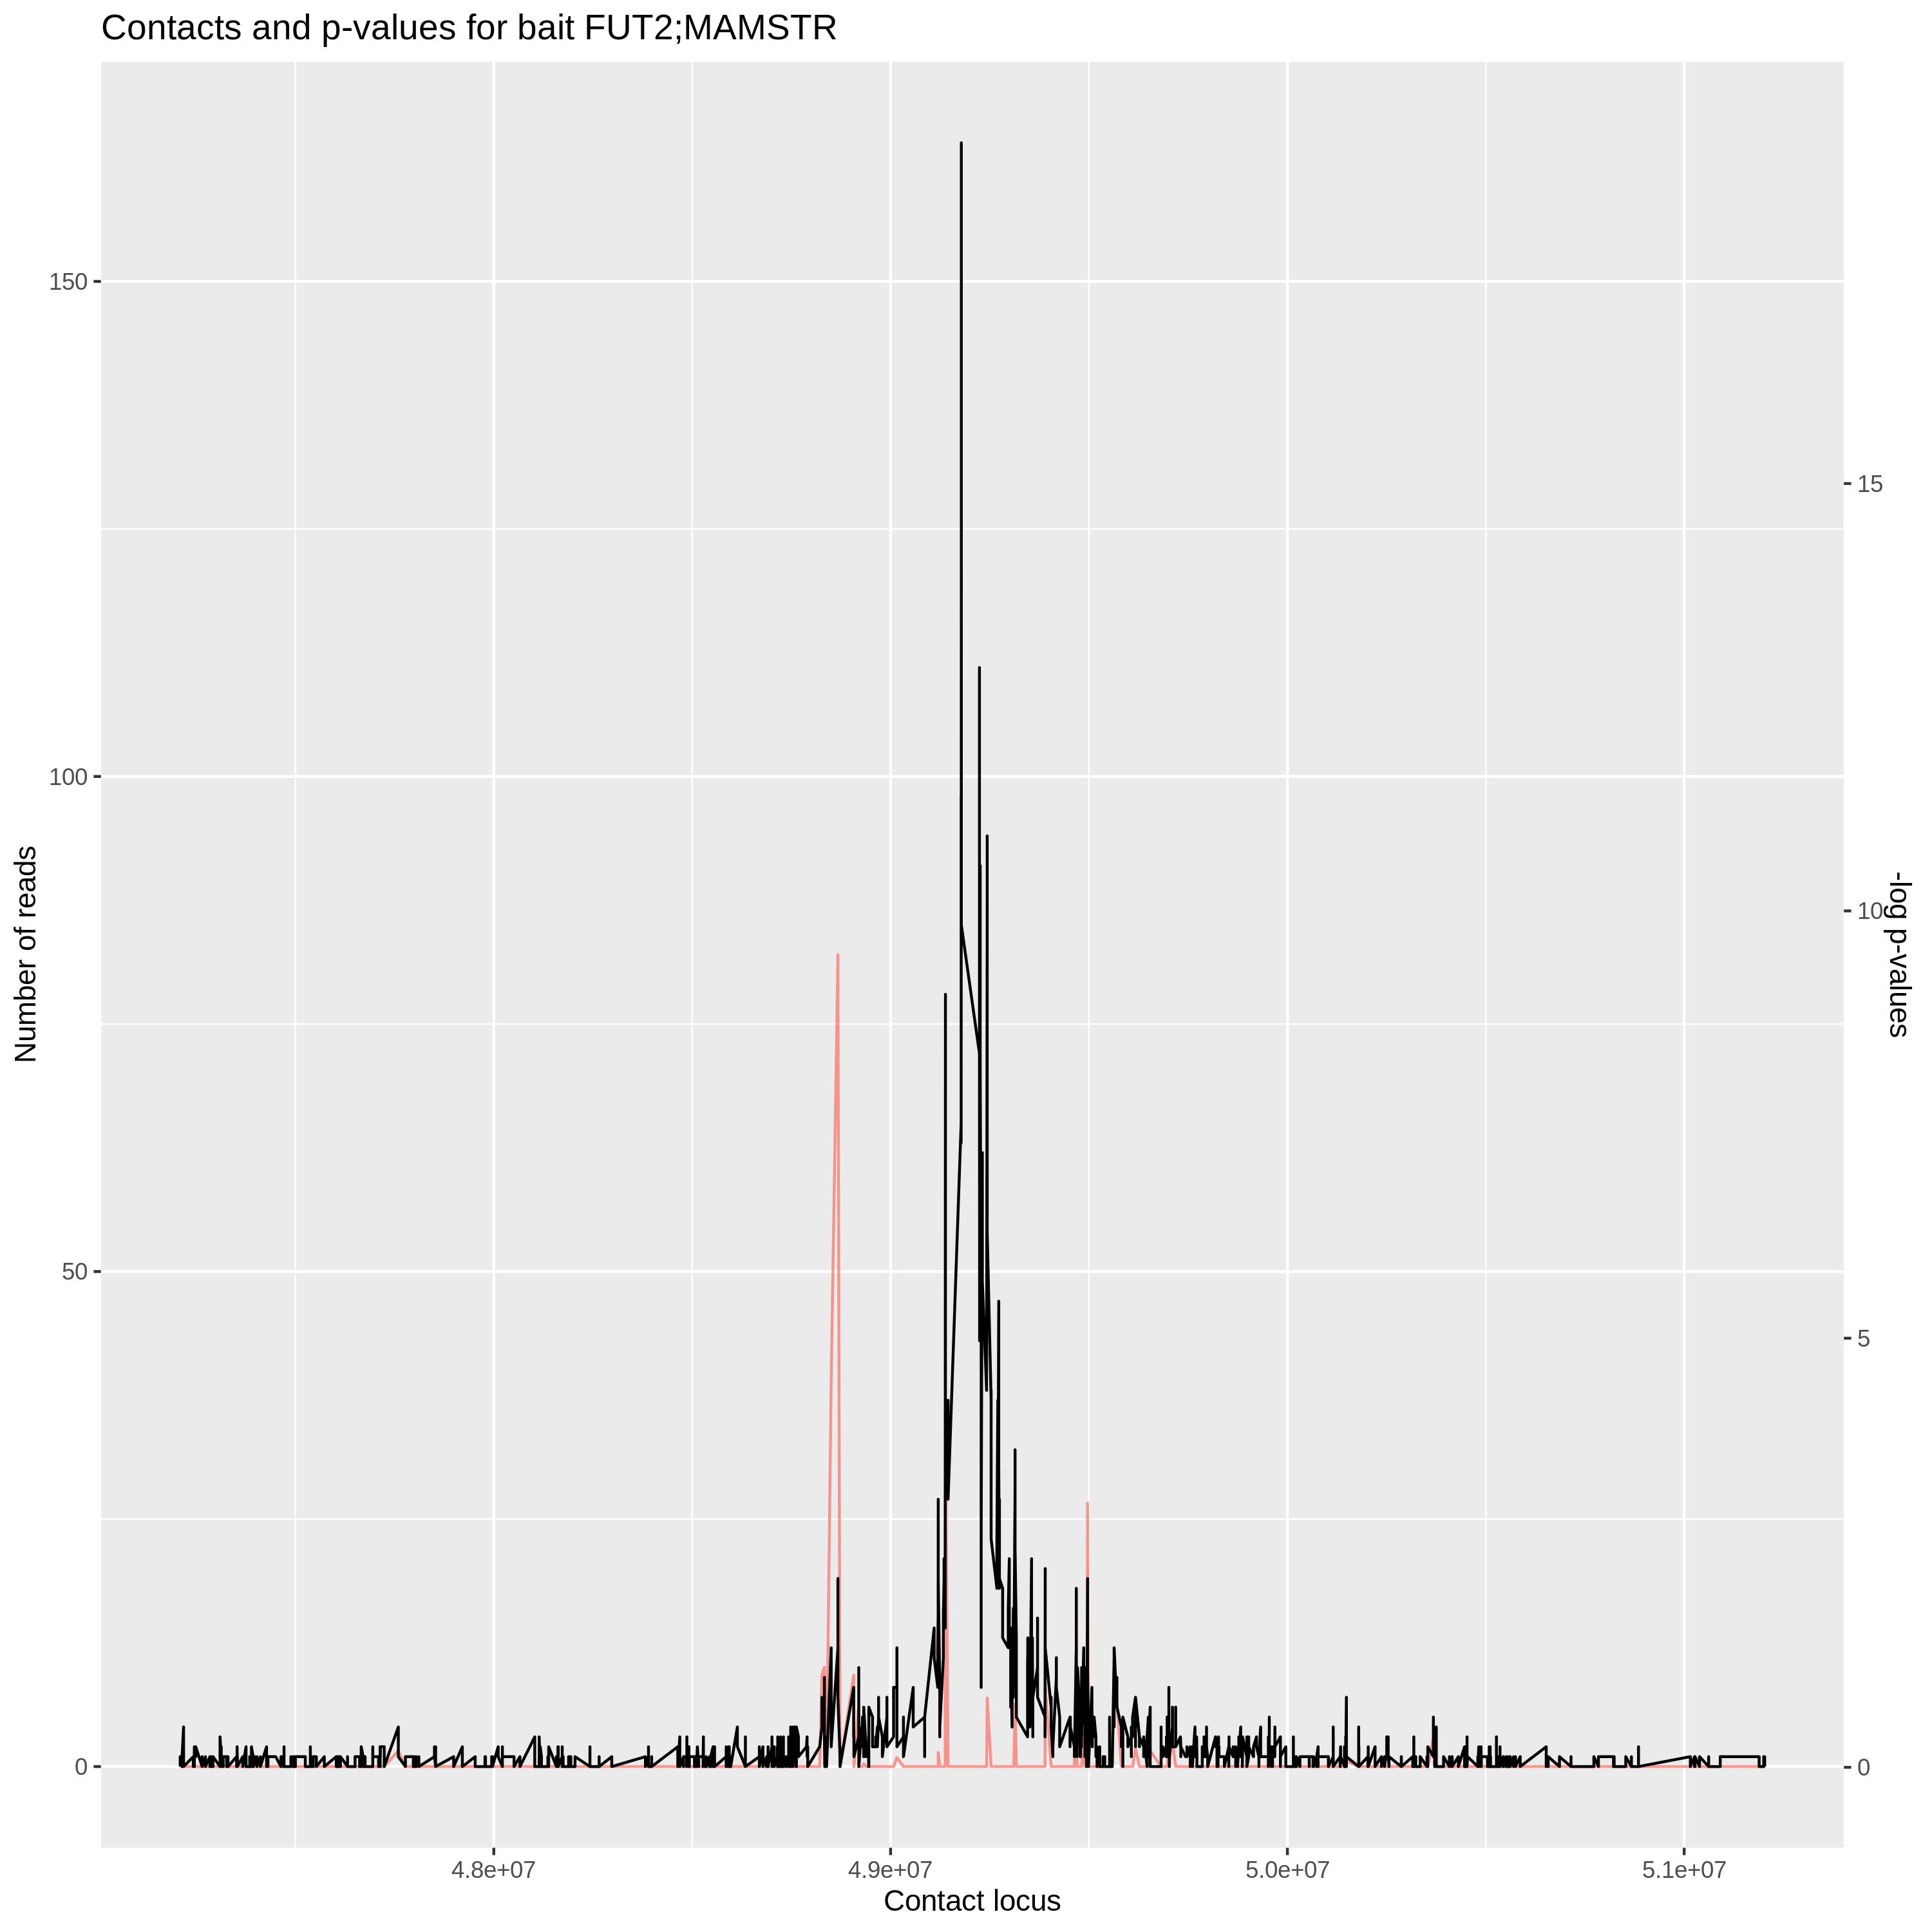 Contacts and p-values for bait FUT2;MAMSTR
Number of reads
150
100
50
0
15
10
5
0
-log p-values
4.8e+07
4.9e+07
5.0e+07
5.1e+07
Contact locus